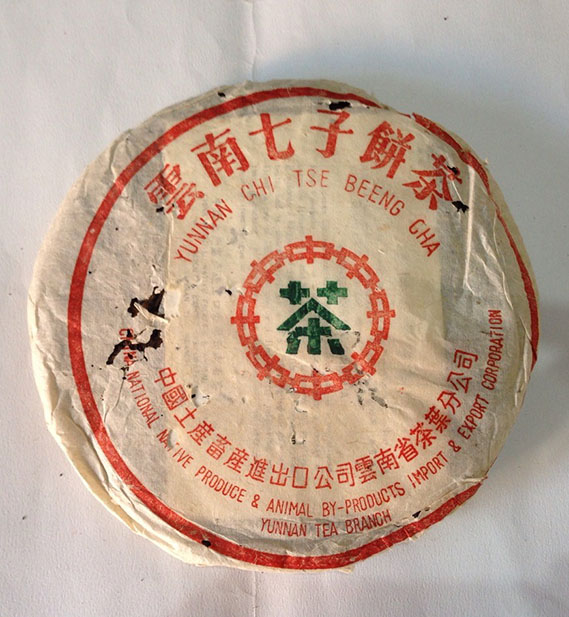 雲南七子餅茶
YUNNAN CHI TSE BEENG CHA
茶
中國土產畜產進出口公司雲南省茶葉分公司
CHINA NATIONAL NATIVE PRODUCE & ANIMAL BY-PRODUCTS IMPORT & EXPORT CORPORATION
YUNNAN TEA BRANCH